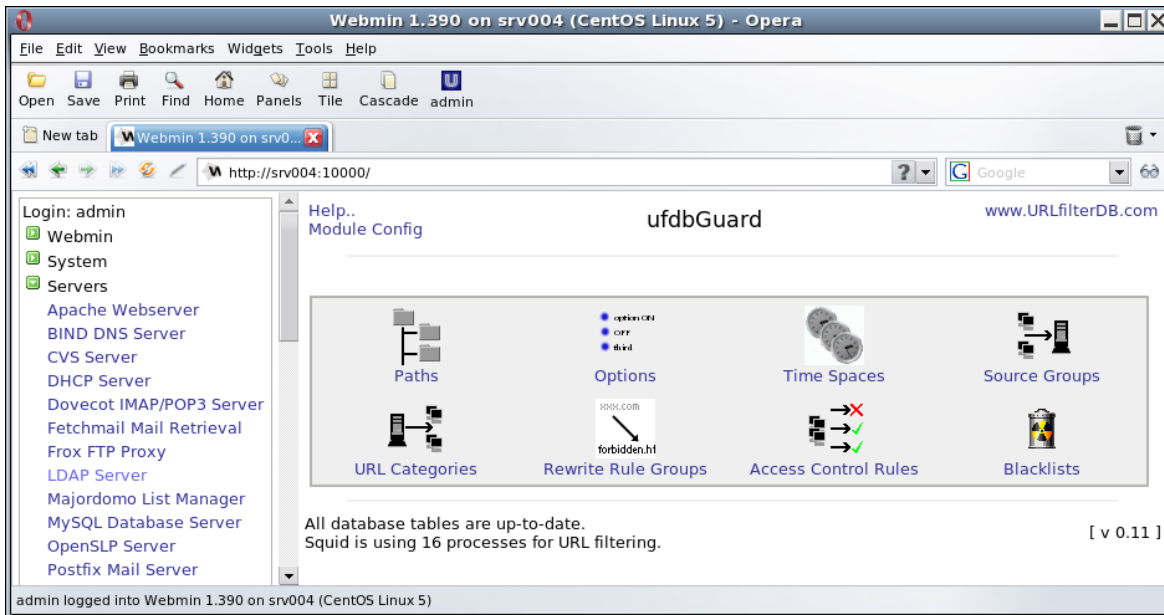 Webmin 1.390 on srv004 (CentOS Linux 5) - Opera
File Edit View Bookmarks Widgets Tools Help
Open Save Print Find Home Panels Tile Cascade admin
New tab Webmin 1.390 on srv0...
http://srv004:10000/ ? G Google
Login: admin
Webmin
System
Servers
Apache Webserver
BIND DNS Server
CVS Server
DHCP Server
Dovecot IMAP/POP3 Server
Fetchmail Mail Retrieval
Frox FTP Proxy
LDAP Server
Majordomo List Manager
MySQL Database Server
OpenSLP Server
Postfix Mail Server
Help..
Module Config
ufdbGuard
www.URLfilterDB.com
option ON
OFF
third
Paths Options Time Spaces Source Groups
xxx.com
forbidden.ht
URL Categories Rewrite Rule Groups Access Control Rules Blacklists
All database tables are up-to-date.
Squid is using 16 processes for URL filtering.
[ v 0.11 ]
admin logged into Webmin 1.390 on srv004 (CentOS Linux 5)